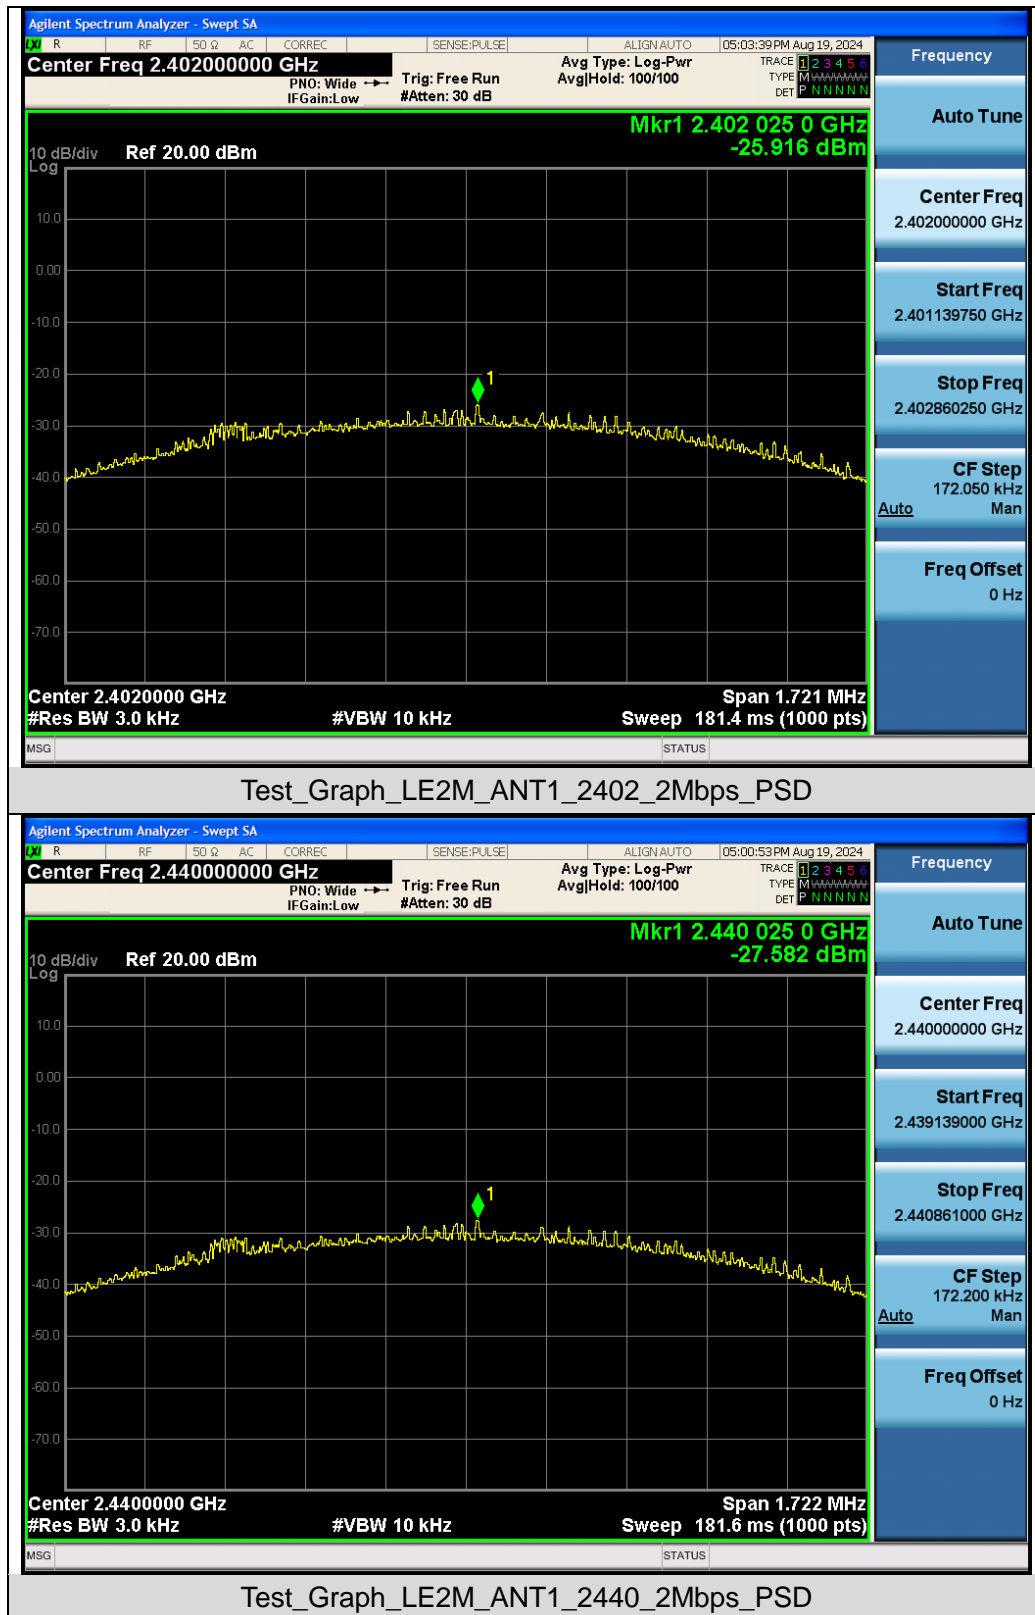 Agilent Spectrum Analyzer - Swept SA
LXI R RF 50 Ω AC CORREC SENSE:PULSE ALIGN AUTO 05:03:39 PM Aug 19, 2024
Center Freq 2.402000000 GHz
PNO: Wide
IFGain:Low
Trig: Free Run
#Atten: 30 dB
Avg Type: Log-Pwr
Avg|Hold: 100/100
TRACE 1 2 3 4 5 6
TYPE M WWWWW
DET P N N N N N
Mkr1 2.402 025 0 GHz
-25.916 dBm
10 dB/div Ref 20.00 dBm
Log
10.0
0.00
-10.0
-20.0
1
-30.0
-40.0
-50.0
-60.0
-70.0
Center 2.4020000 GHz Span 1.721 MHz
#Res BW 3.0 kHz #VBW 10 kHz Sweep 181.4 ms (1000 pts)
MSG STATUS
Frequency
Auto Tune
Center Freq
2.402000000 GHz
Start Freq
2.401139750 GHz
Stop Freq
2.402860250 GHz
CF Step
172.050 kHz
Auto Man
Freq Offset
0 Hz
Test_Graph_LE2M_ANT1_2402_2Mbps_PSD
Agilent Spectrum Analyzer - Swept SA
LXI R RF 50 Ω AC CORREC SENSE:PULSE ALIGN AUTO 05:00:53 PM Aug 19, 2024
Center Freq 2.440000000 GHz
PNO: Wide
IFGain:Low
Trig: Free Run
#Atten: 30 dB
Avg Type: Log-Pwr
Avg|Hold: 100/100
TRACE 1 2 3 4 5 6
TYPE M WWWWW
DET P N N N N N
Mkr1 2.440 025 0 GHz
-27.582 dBm
10 dB/div Ref 20.00 dBm
Log
10.0
0.00
-10.0
-20.0
1
-30.0
-40.0
-50.0
-60.0
-70.0
Center 2.4400000 GHz Span 1.722 MHz
#Res BW 3.0 kHz #VBW 10 kHz Sweep 181.6 ms (1000 pts)
MSG STATUS
Frequency
Auto Tune
Center Freq
2.440000000 GHz
Start Freq
2.439139000 GHz
Stop Freq
2.440861000 GHz
CF Step
172.200 kHz
Auto Man
Freq Offset
0 Hz
Test_Graph_LE2M_ANT1_2440_2Mbps_PSD